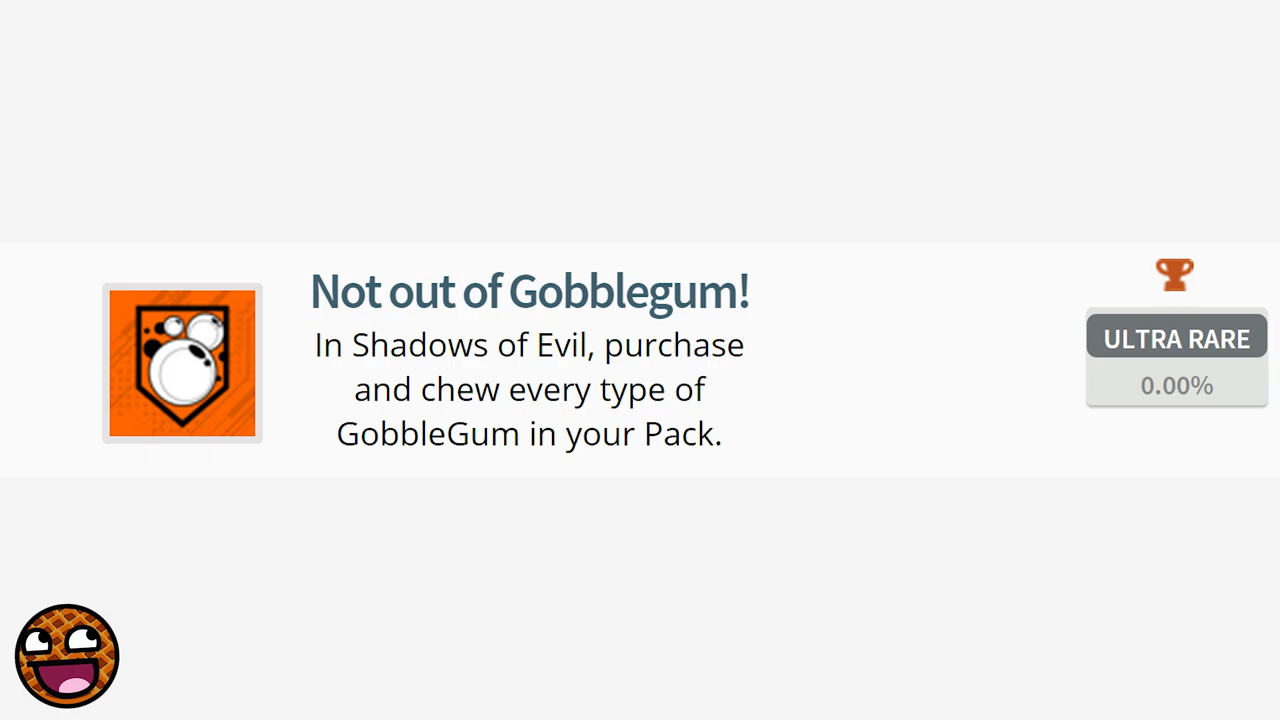 Not out of Gobblegum!
In Shadows of Evil, purchase
and chew every type of
GobbleGum in your Pack.
ULTRA RARE
0.00%